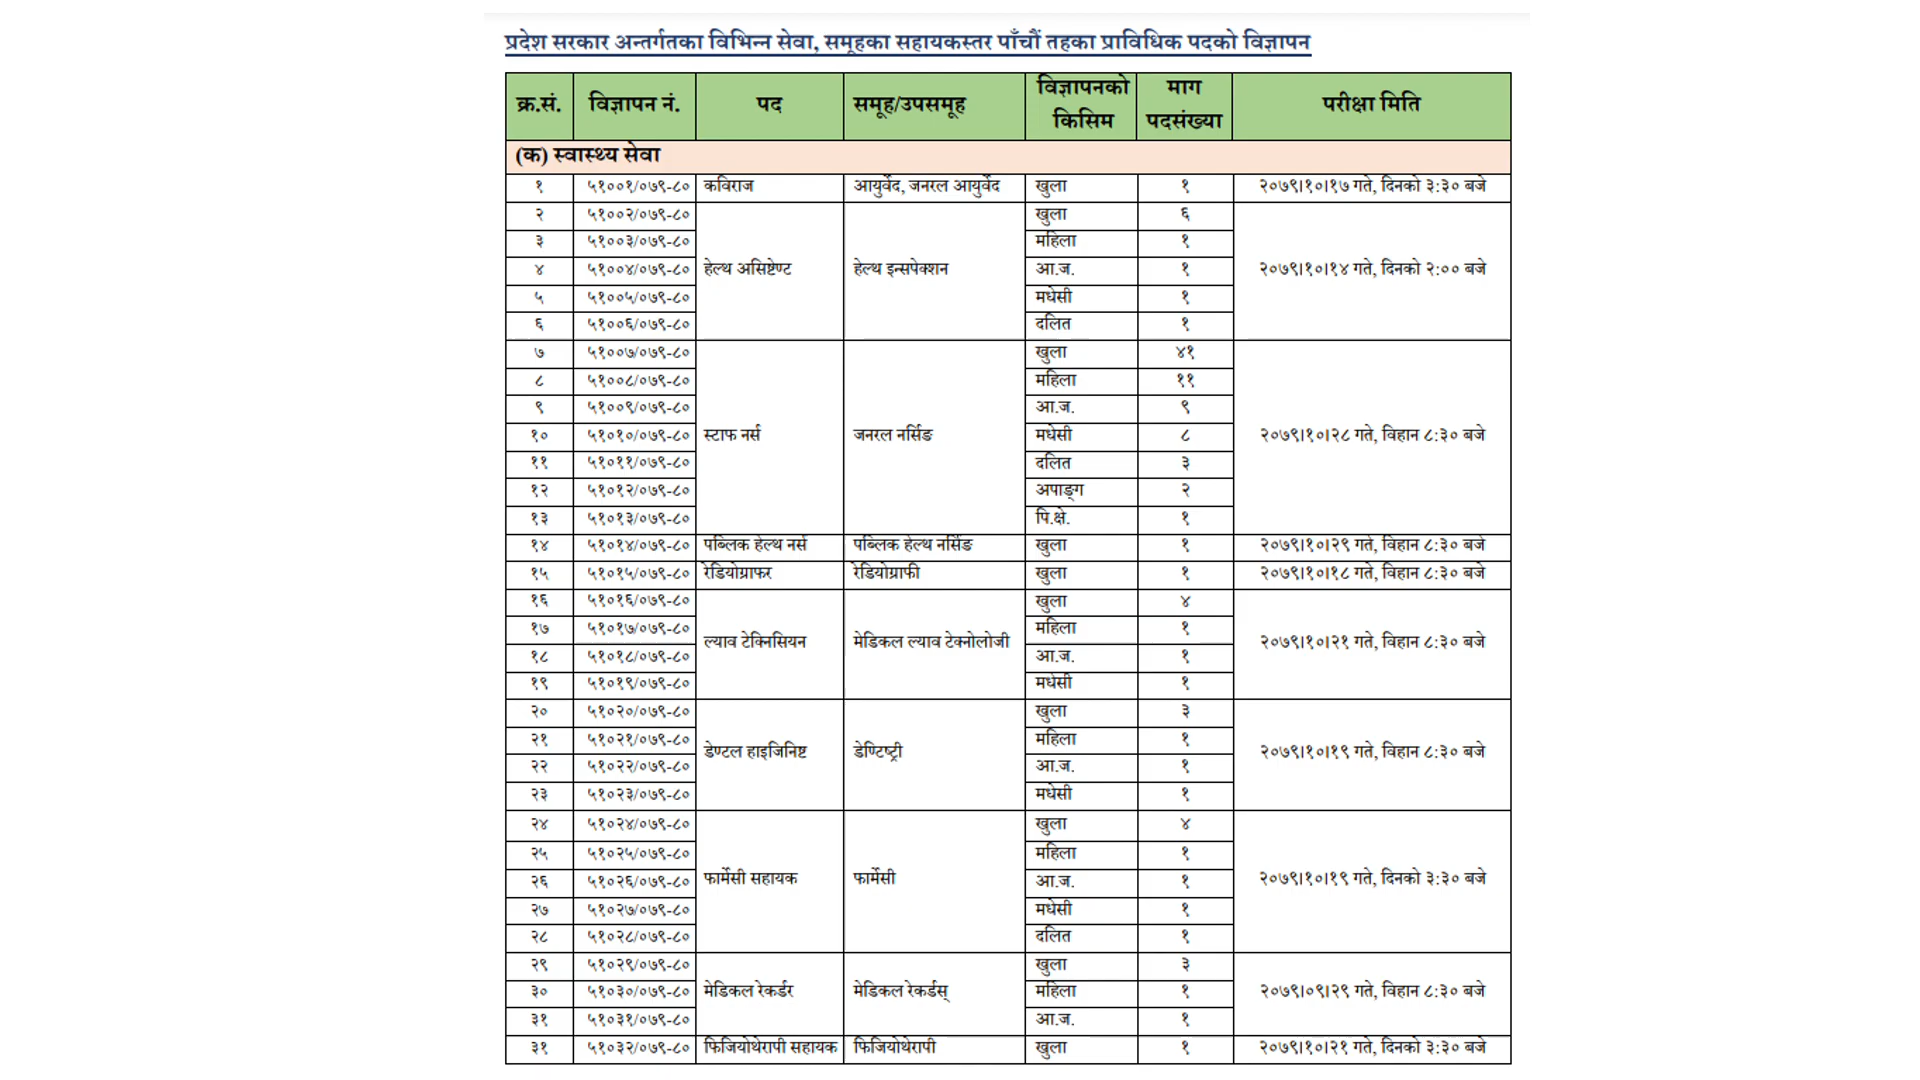 प्रदेश सरकार अन्तर्गतका विभिन्न सेवा, समूहका सहायकस्तर पाँचौं तहका प्राविधिक पदको विज्ञापन
क्र.सं. विज्ञापन नं. पद समूह/उपसमूह विज्ञापनको किसिम माग पदसंख्या परीक्षा मिति
(क) स्वास्थ्य सेवा
१ ५१००१/०७९-८० कविराज आयुर्वेद, जनरल आयुर्वेद खुला १ २०७९।१०।१७ गते, दिनको ३:३० बजे
२ ५१००२/०७९-८० खुला ६
३ ५१००३/०७९-८० महिला १
४ ५१००४/०७९-८० हेल्थ असिष्टेण्ट हेल्थ इन्सपेक्शन आ.ज. १ २०७९।१०।१४ गते, दिनको २:०० बजे
५ ५१००५/०७९-८० मधेसी १
६ ५१००६/०७९-८० दलित १
७ ५१००७/०७९-८० खुला ४१
८ ५१००८/०७९-८० महिला ११
९ ५१००९/०७९-८० आ.ज. ९
१० ५१०१०/०७९-८० स्टाफ नर्स जनरल नर्सिङ मधेसी ८ २०७९।१०।२८ गते, विहान ८:३० बजे
११ ५१०११/०७९-८० दलित ३
१२ ५१०१२/०७९-८० अपाङ्ग २
१३ ५१०१३/०७९-८० पि.क्षे. १
१४ ५१०१४/०७९-८० पब्लिक हेल्थ नर्स पब्लिक हेल्थ नर्सिङ खुला १ २०७९।१०।२९ गते, विहान ८:३० बजे
१५ ५१०१५/०७९-८० रेडियोग्राफर रेडियोग्राफी खुला १ २०७९।१०।१८ गते, विहान ८:३० बजे
१६ ५१०१६/०७९-८० खुला ४
१७ ५१०१७/०७९-८० महिला १
ल्याव टेक्निसियन मेडिकल ल्याव टेक्नोलोजी २०७९।१०।२१ गते, विहान ८:३० बजे
१८ ५१०१८/०७९-८० आ.ज. १
१९ ५१०१९/०७९-८० मधेसी १
२० ५१०२०/०७९-८० खुला ३
२१ ५१०२१/०७९-८० महिला १
डेण्टल हाइजिनिष्ट डेण्टिष्ट्री २०७९।१०।१९ गते, विहान ८:३० बजे
२२ ५१०२२/०७९-८० आ.ज. १
२३ ५१०२३/०७९-८० मधेसी १
२४ ५१०२४/०७९-८० खुला ४
२५ ५१०२५/०७९-८० महिला १
२६ ५१०२६/०७९-८० फार्मेसी सहायक फार्मेसी आ.ज. १ २०७९।१०।१९ गते, दिनको ३:३० बजे
२७ ५१०२७/०७९-८० मधेसी १
२८ ५१०२८/०७९-८० दलित १
२९ ५१०२९/०७९-८० खुला ३
३० ५१०३०/०७९-८० मेडिकल रेकर्डर मेडिकल रेकर्डस् महिला १ २०७९।०९।२९ गते, विहान ८:३० बजे
३१ ५१०३१/०७९-८० आ.ज. १
३१ ५१०३२/०७९-८० फिजियोथेरापी सहायक फिजियोथेरापी खुला १ २०७९।१०।२१ गते, दिनको ३:३० बजे